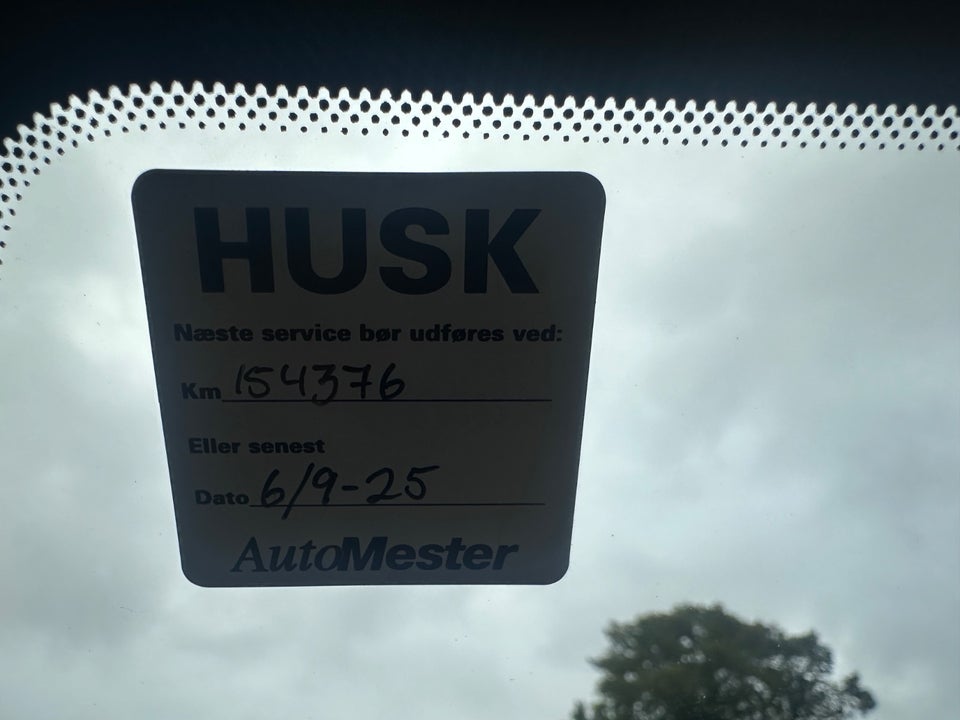 HUSK
Næste service bør udføres ved:
Km 154376
Eller senest
Dato 6/9-25
AutoMester